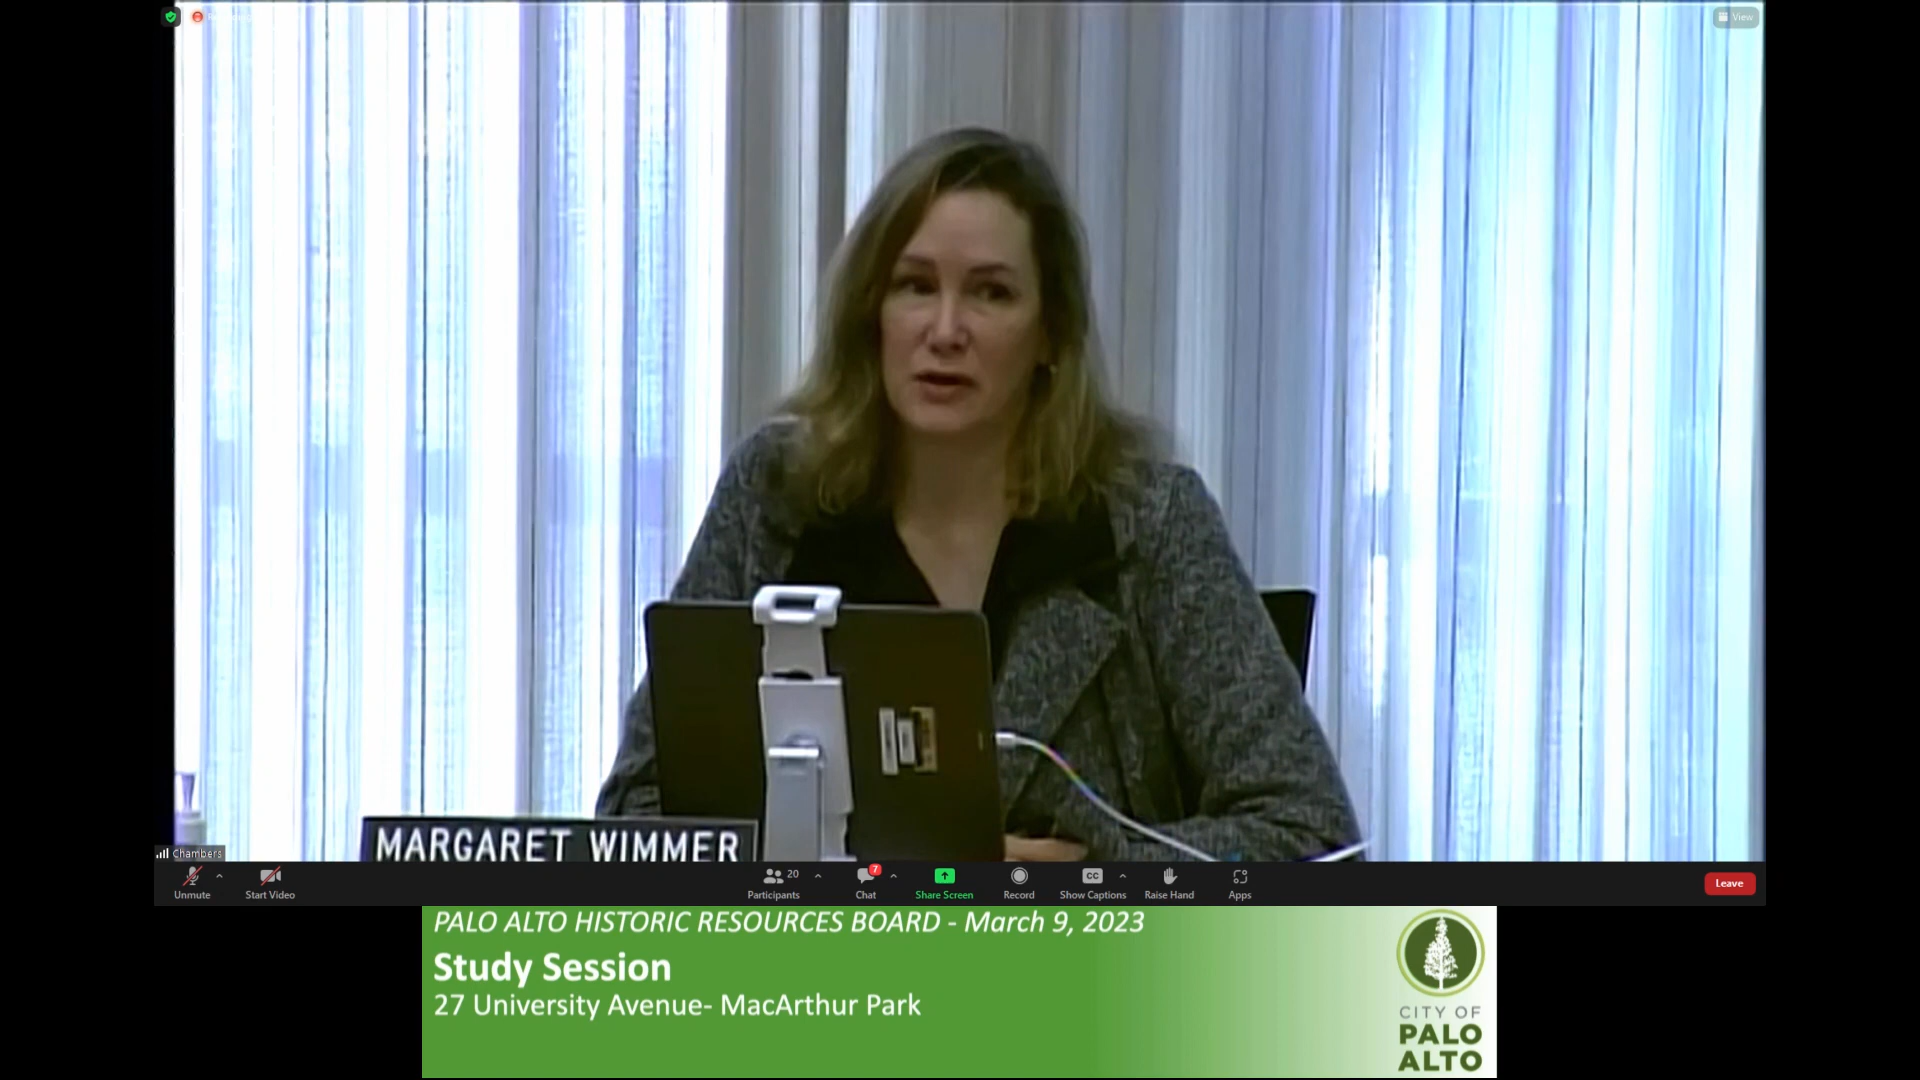 View
MARGARET WIMMER
Chambers
Unmute
Start Video
20
Participants
7
Chat
Share Screen
Record
CC
Show Captions
Raise Hand
Apps
Leave
PALO ALTO HISTORIC RESOURCES BOARD - March 9, 2023
Study Session
27 University Avenue- MacArthur Park
CITY OF
PALO
ALTO